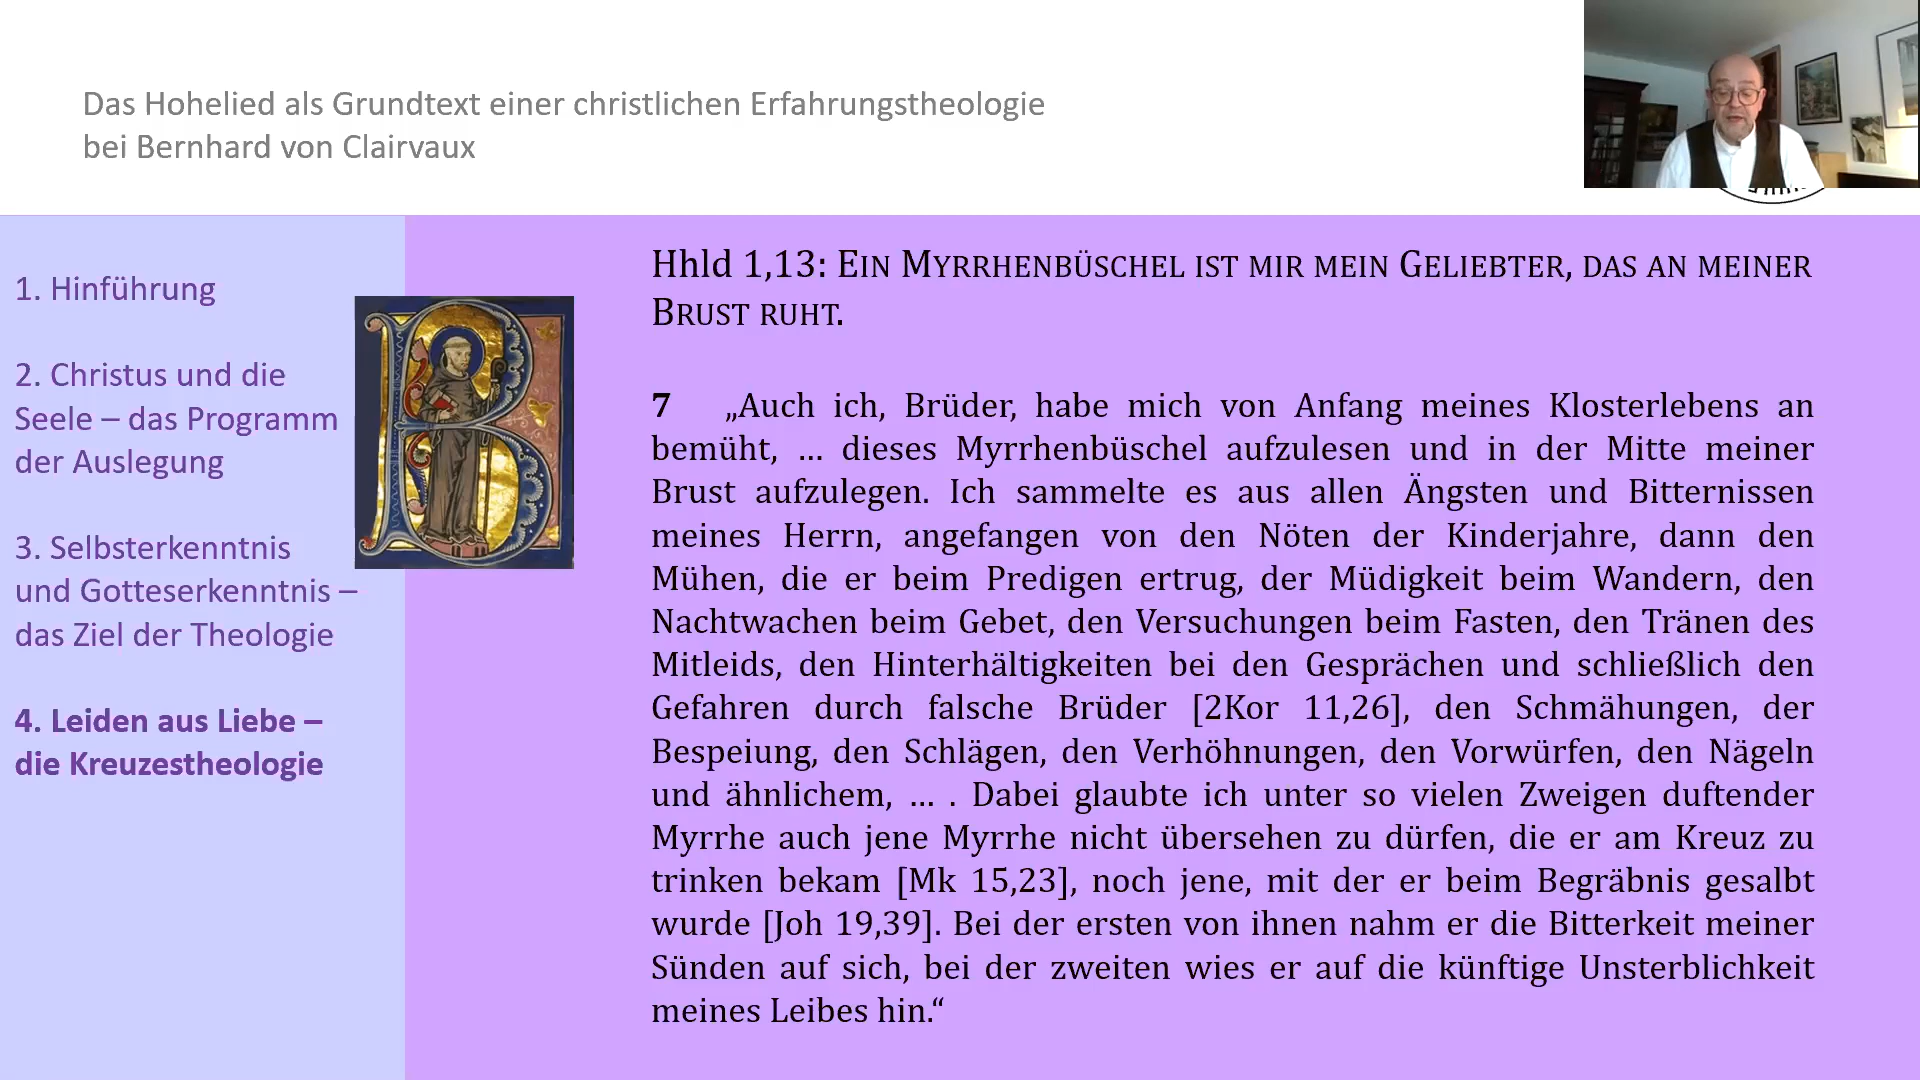 Das Hohelied als Grundtext einer christlichen Erfahrungstheologie
bei Bernhard von Clairvaux
1. Hinführung
2. Christus und die
Seele – das Programm
der Auslegung
3. Selbsterkenntnis
und Gotteserkenntnis –
das Ziel der Theologie
4. Leiden aus Liebe –
die Kreuzestheologie
Hhld 1,13: EIN MYRRHENBÜSCHEL IST MIR MEIN GELIEBTER, DAS AN MEINER
BRUST RUHT.
7 „Auch ich, Brüder, habe mich von Anfang meines Klosterlebens an
bemüht, … dieses Myrrhenbüschel aufzulesen und in der Mitte meiner
Brust aufzulegen. Ich sammelte es aus allen Ängsten und Bitternissen
meines Herrn, angefangen von den Nöten der Kinderjahre, dann den
Mühen, die er beim Predigen ertrug, der Müdigkeit beim Wandern, den
Nachtwachen beim Gebet, den Versuchungen beim Fasten, den Tränen des
Mitleids, den Hinterhältigkeiten bei den Gesprächen und schließlich den
Gefahren durch falsche Brüder [2Kor 11,26], den Schmähungen, der
Bespeiung, den Schlägen, den Verhöhnungen, den Vorwürfen, den Nägeln
und ähnlichem, … . Dabei glaubte ich unter so vielen Zweigen duftender
Myrrhe auch jene Myrrhe nicht übersehen zu dürfen, die er am Kreuz zu
trinken bekam [Mk 15,23], noch jene, mit der er beim Begräbnis gesalbt
wurde [Joh 19,39]. Bei der ersten von ihnen nahm er die Bitterkeit meiner
Sünden auf sich, bei der zweiten wies er auf die künftige Unsterblichkeit
meines Leibes hin.“